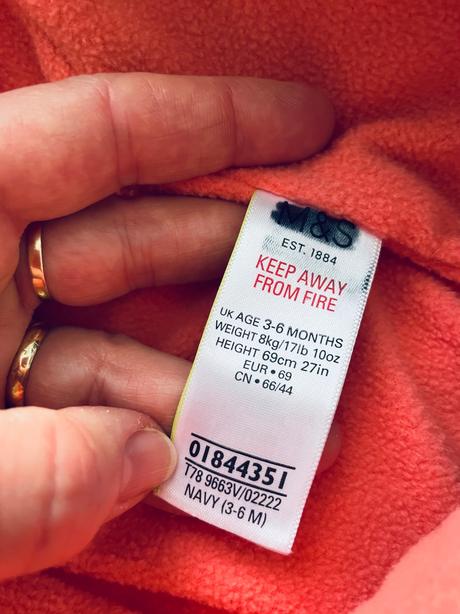 M&S
EST. 1884
KEEP AWAY
FROM FIRE
UK AGE 3-6 MONTHS
WEIGHT 8kg/17lb 10oz
HEIGHT 69cm 27in
EUR • 69
CN • 66/44
01844351
T78 9663V/02222
NAVY (3-6 M)